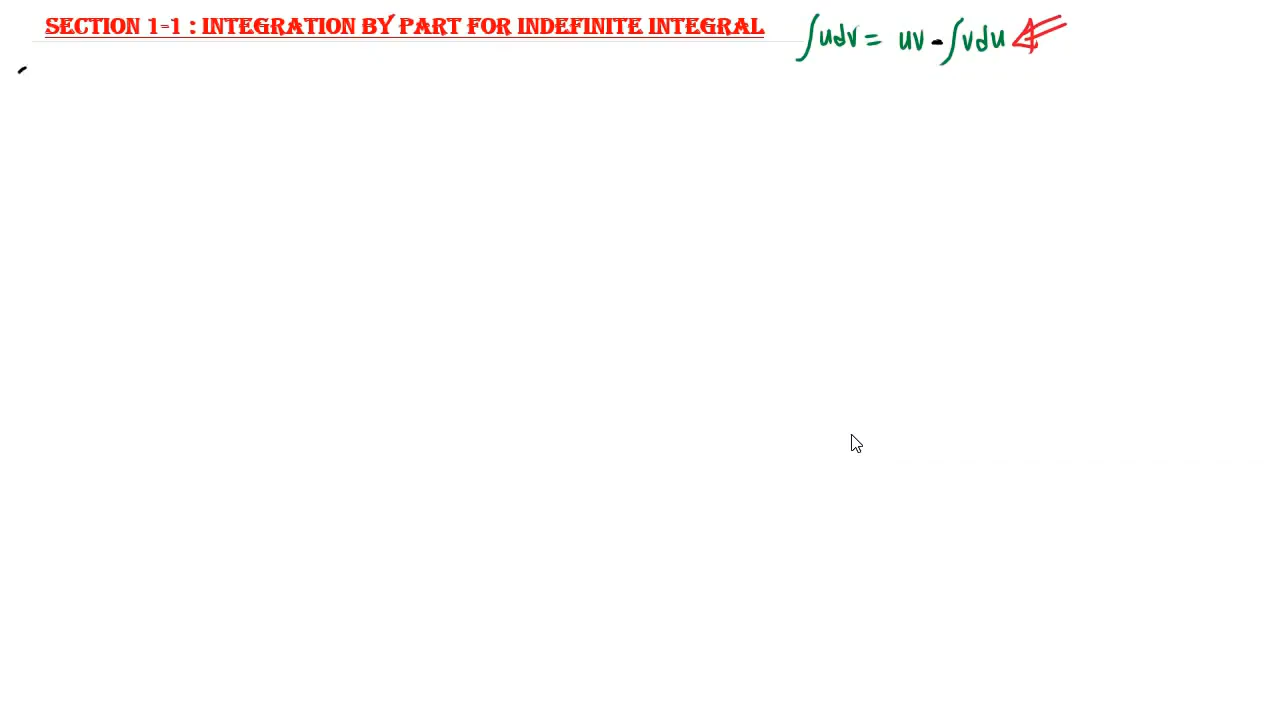 SECTION 1-1 : INTEGRATION BY PART FOR INDEFINITE INTEGRAL
∫udv = uv - ∫vdu